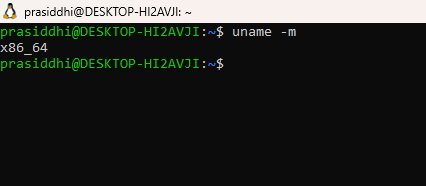 prasiddhi@DESKTOP-HI2AVJI: ~
prasiddhi@DESKTOP-HI2AVJI:~$ uname -m
x86_64
prasiddhi@DESKTOP-HI2AVJI:~$